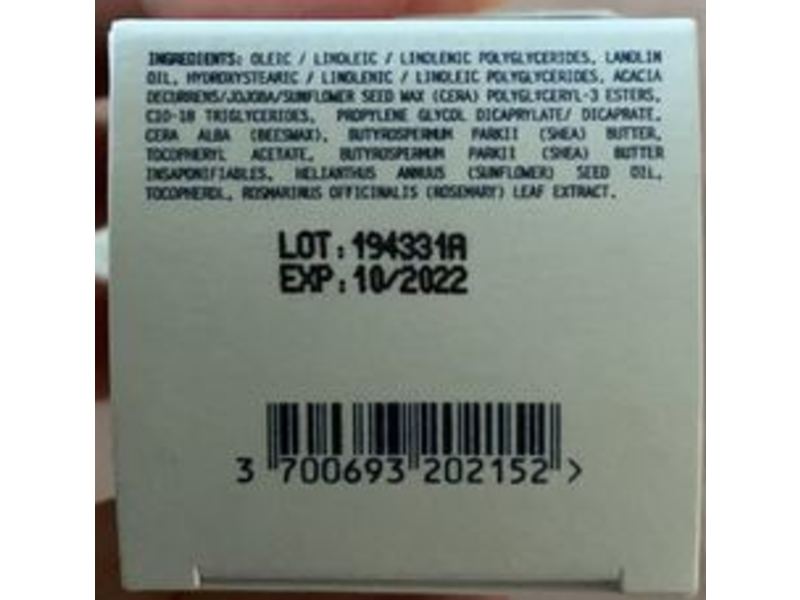 INGREDIENTS: OLEIC / LINOLEIC / LINOLENIC POLYGLYCERIDES, LANOLIN
OIL, HYDROXYSTEARIC / LINOLENIC / LINOLEIC POLYGLYCERIDES, ACACIA
DECURRENS/JOJOBA/SUNFLOWER SEED WAX (CERA) POLYGLYCERYL-3 ESTERS,
C10-18 TRIGLYCERIDES, PROPYLENE GLYCOL DICAPRYLATE/ DICAPRATE,
CERA ALBA (BEESWAX), BUTYROSPERMUM PARKII (SHEA) BUTTER,
TOCOPHERYL ACETATE, BUTYROSPERMUM PARKII (SHEA) BUTTER
INSAPONIFIABLES, HELIANTHUS ANNUUS (SUNFLOWER) SEED OIL,
TOCOPHEROL, ROSMARINUS OFFICINALIS (ROSEMARY) LEAF EXTRACT.
LOT:194331A
EXP:10/2022
3 700693 202152 >